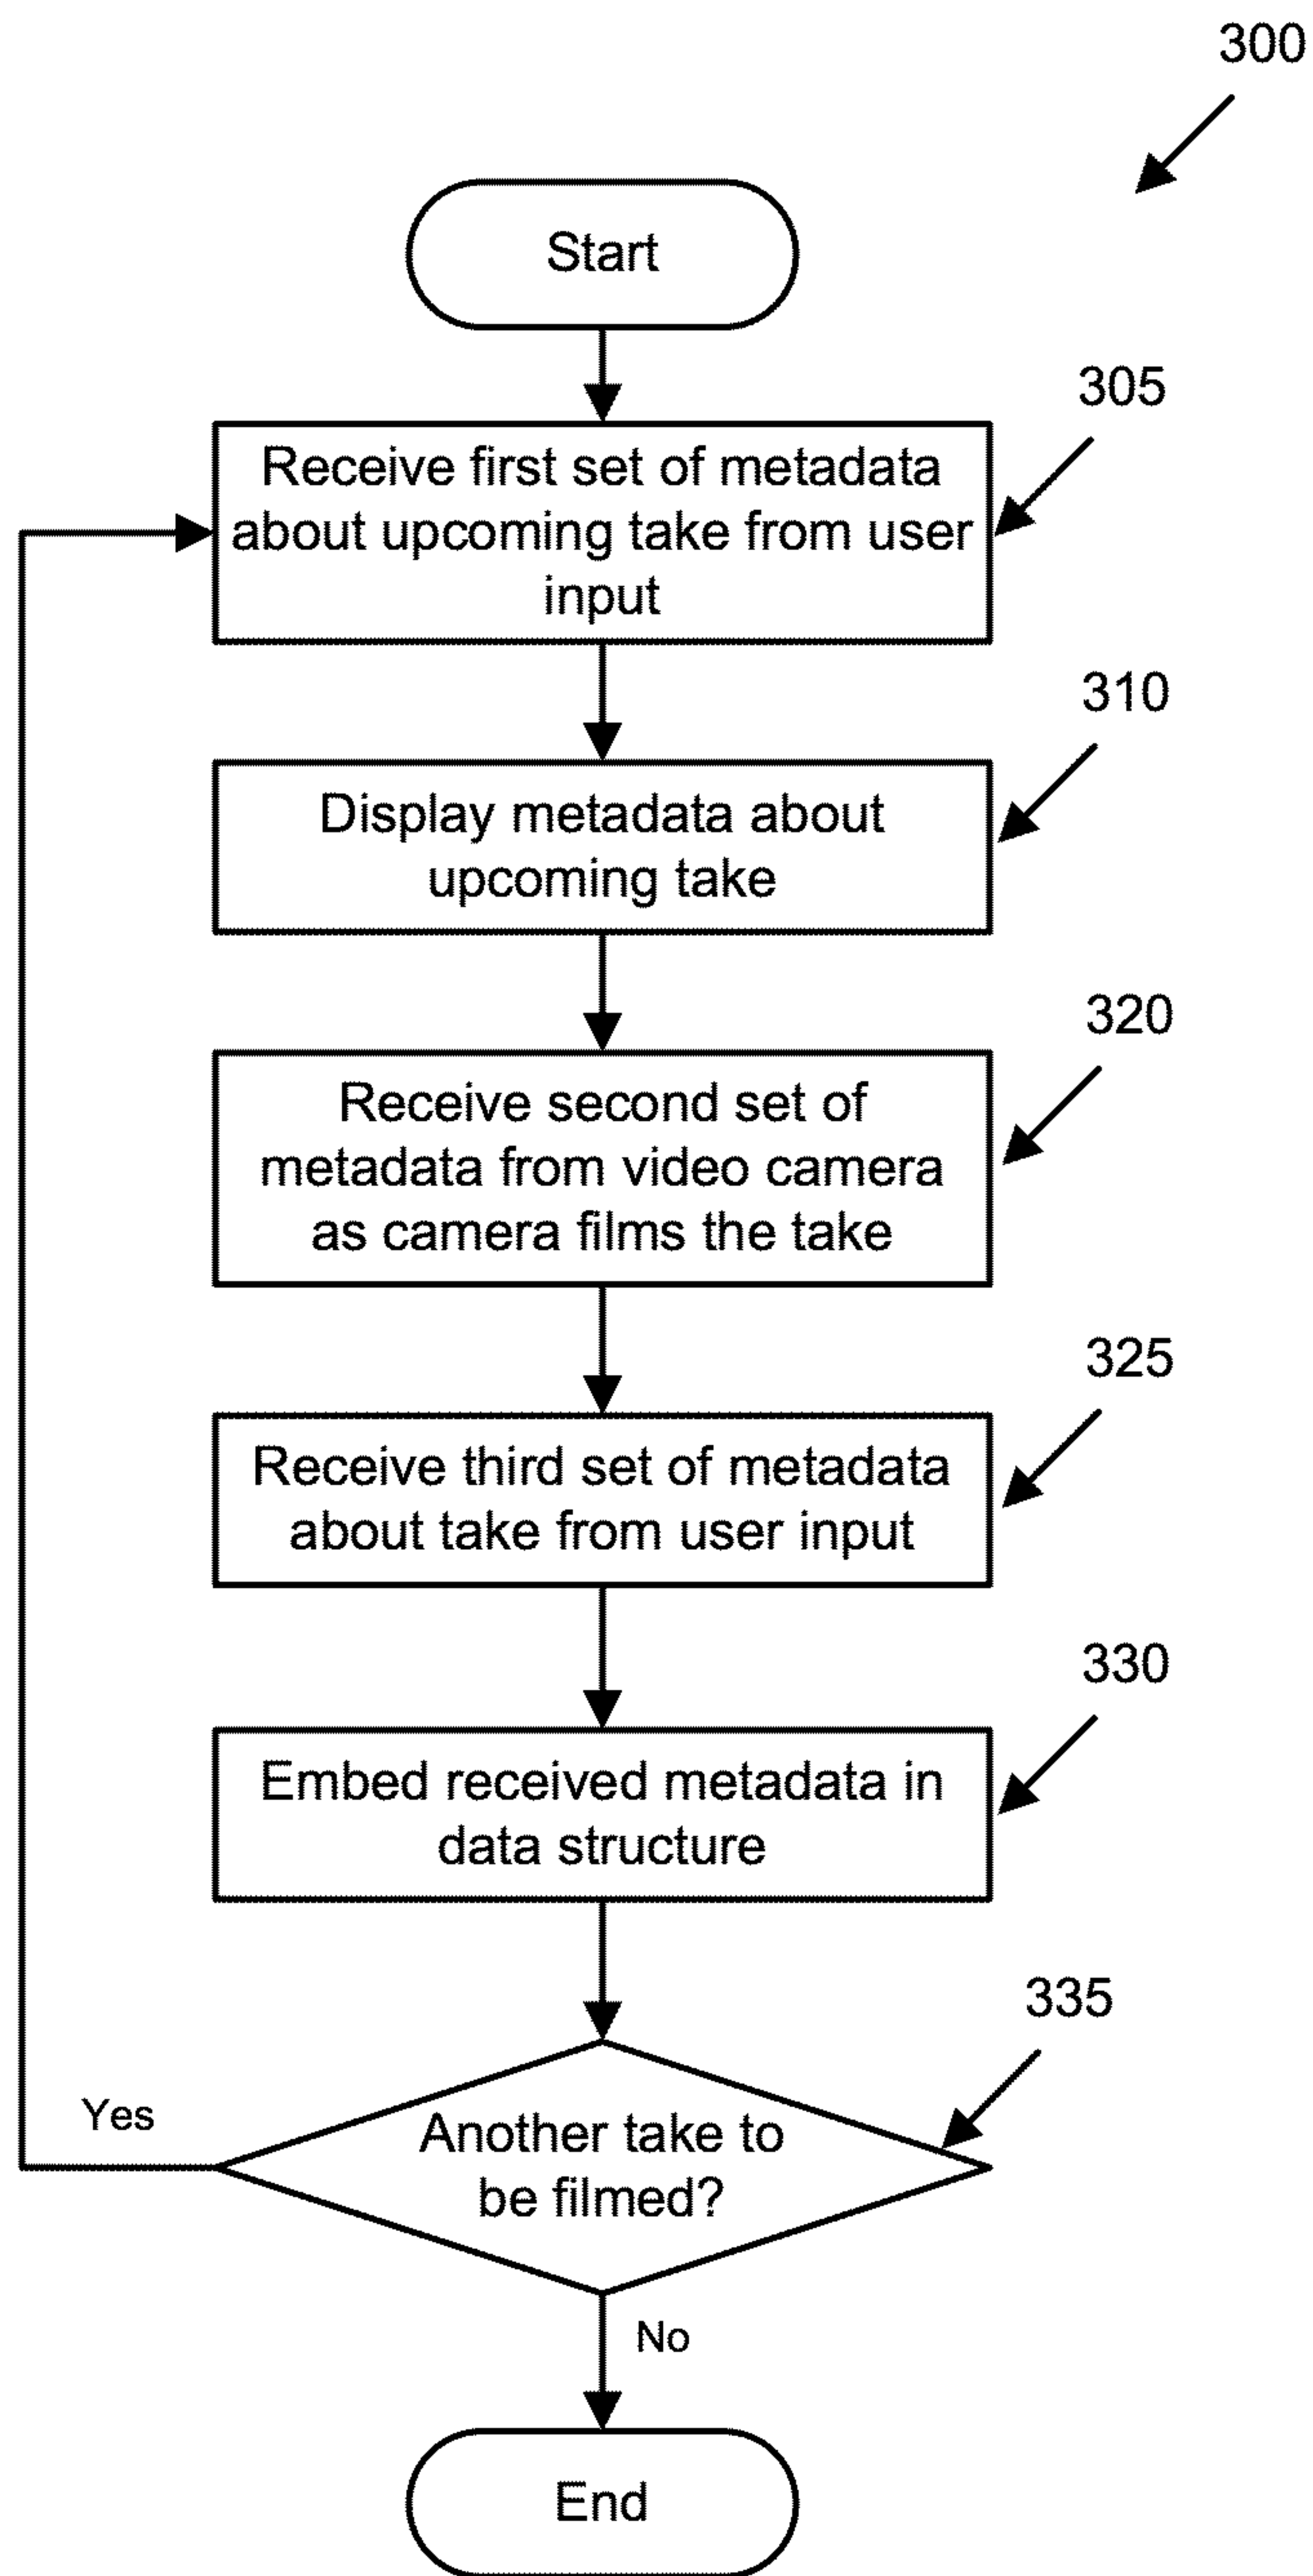 300
Start
305
Receive first set of metadata
about upcoming take from user
input
310
Display metadata about
upcoming take
320
Receive second set of
metadata from video camera
as camera films the take
325
Receive third set of metadata
about take from user input
330
Embed received metadata in
data structure
335
Another take to
be filmed?
Yes
No
End